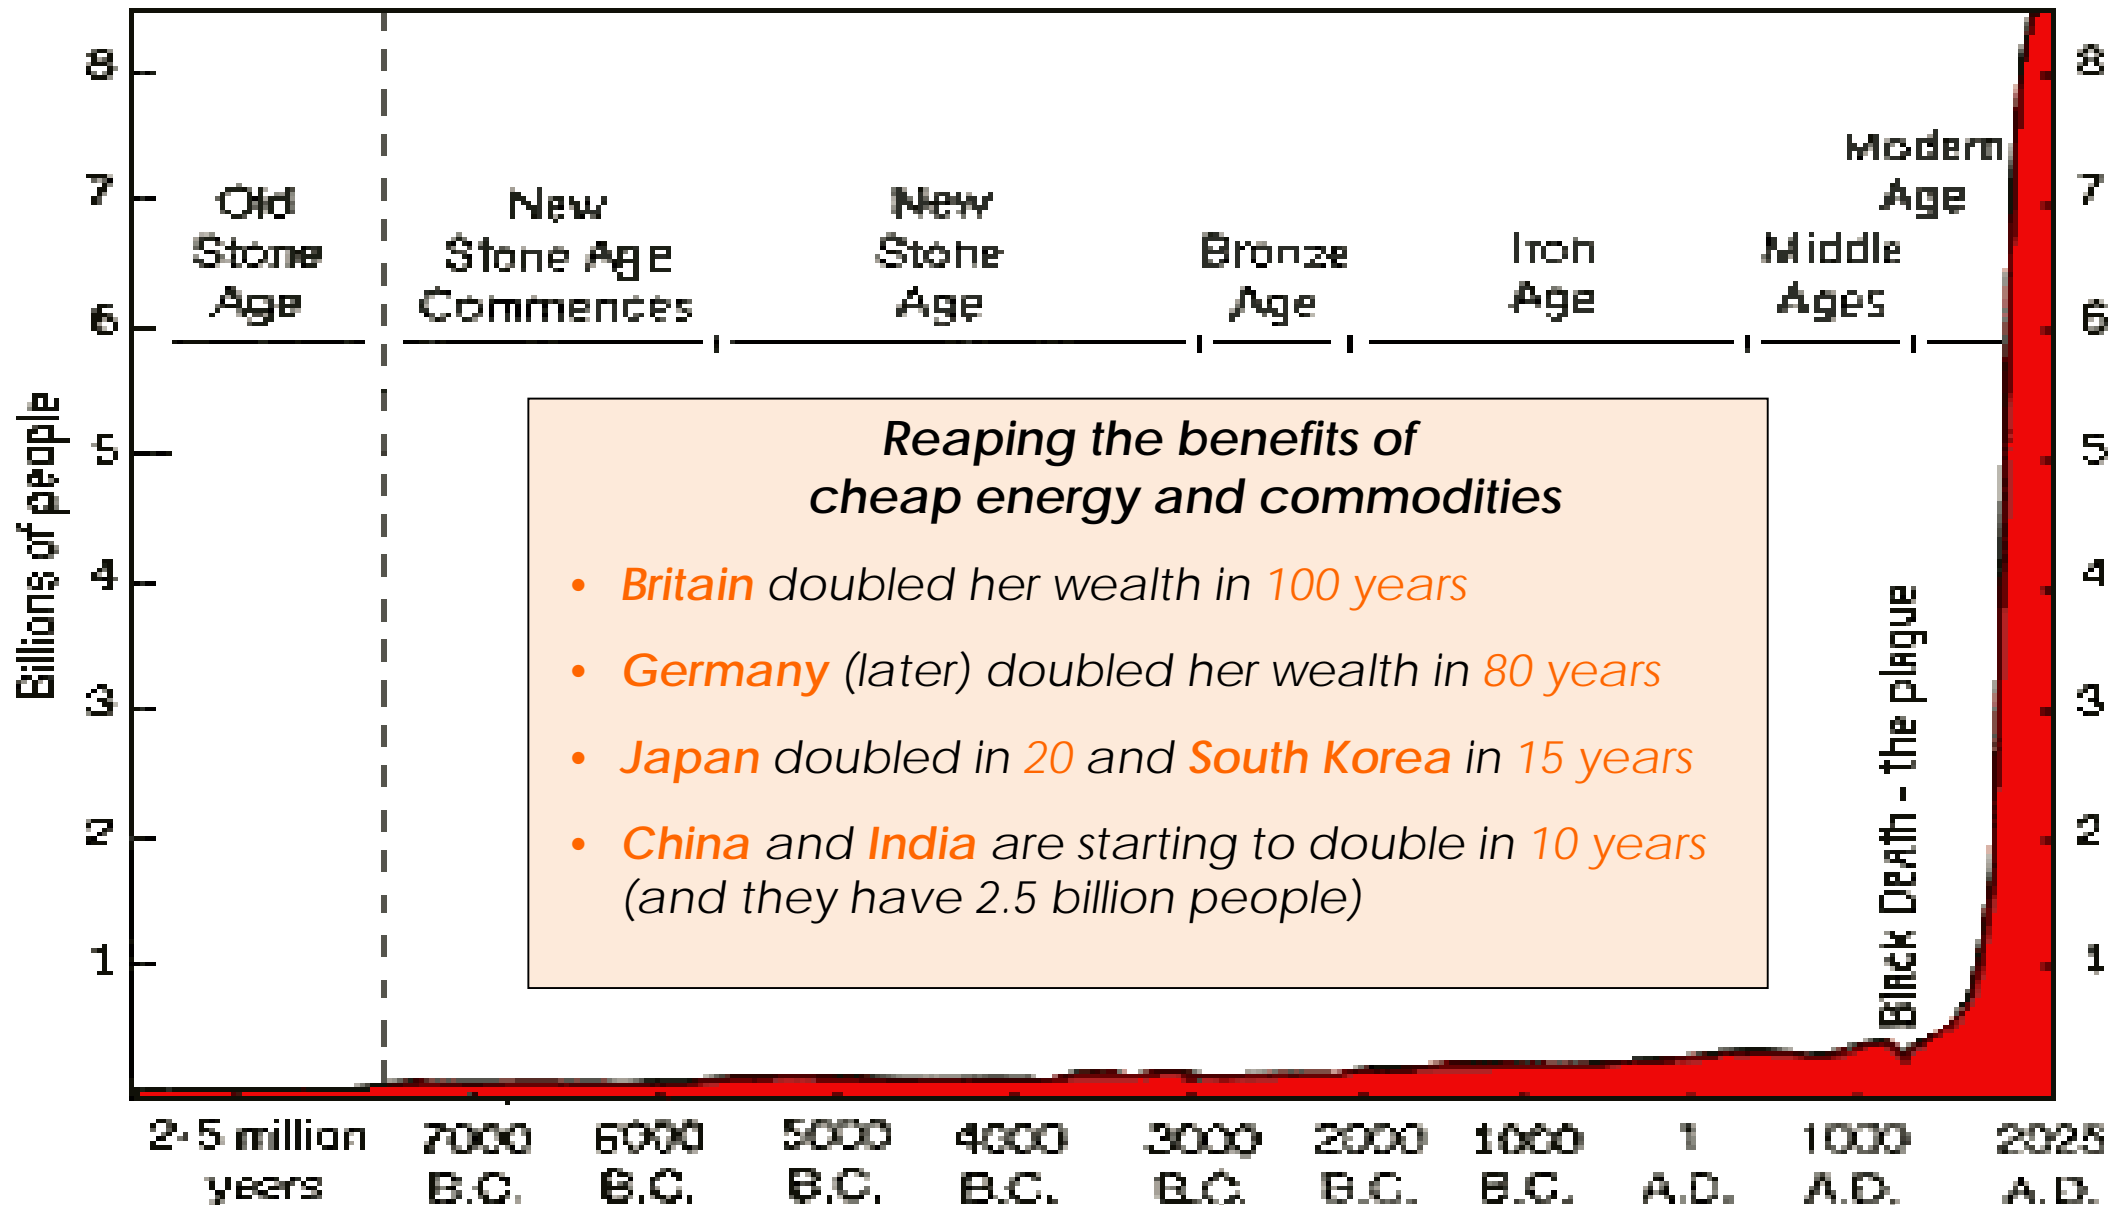 8
8
7
7
6
6
5
5
4
4
3
3
2
2
1
1
Billions of people
Old
Stone
Age
New
Stone Age
Commences
New
Stone
Age
Bronze
Age
Iron
Age
Middle
Ages
Modern
Age
Reaping the benefits of
cheap energy and commodities
• Britain doubled her wealth in 100 years
• Germany (later) doubled her wealth in 80 years
• Japan doubled in 20 and South Korea in 15 years
• China and India are starting to double in 10 years
(and they have 2.5 billion people)
Black Death - the plague
2-5 million
years
7000
B.C.
6000
B.C.
5000
B.C.
4000
B.C.
3000
B.C.
2000
B.C.
1000
B.C.
1
A.D.
1000
A.D.
2025
A.D.